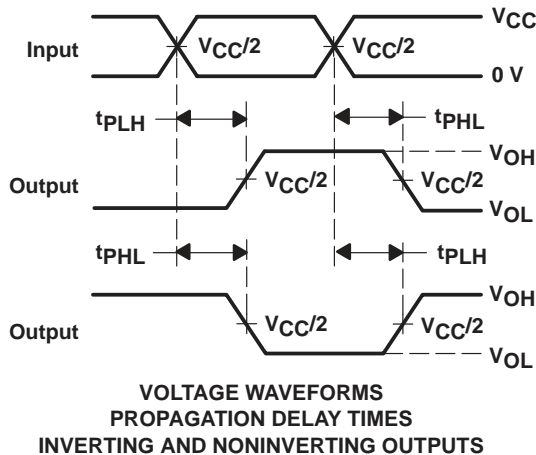 VCC
Input
VCC/2
VCC/2
0 V
tPLH
tPHL
VOH
Output
VCC/2
VCC/2
VOL
tPHL
tPLH
VOH
Output
VCC/2
VCC/2
VOL
VOLTAGE WAVEFORMS
PROPAGATION DELAY TIMES
INVERTING AND NONINVERTING OUTPUTS